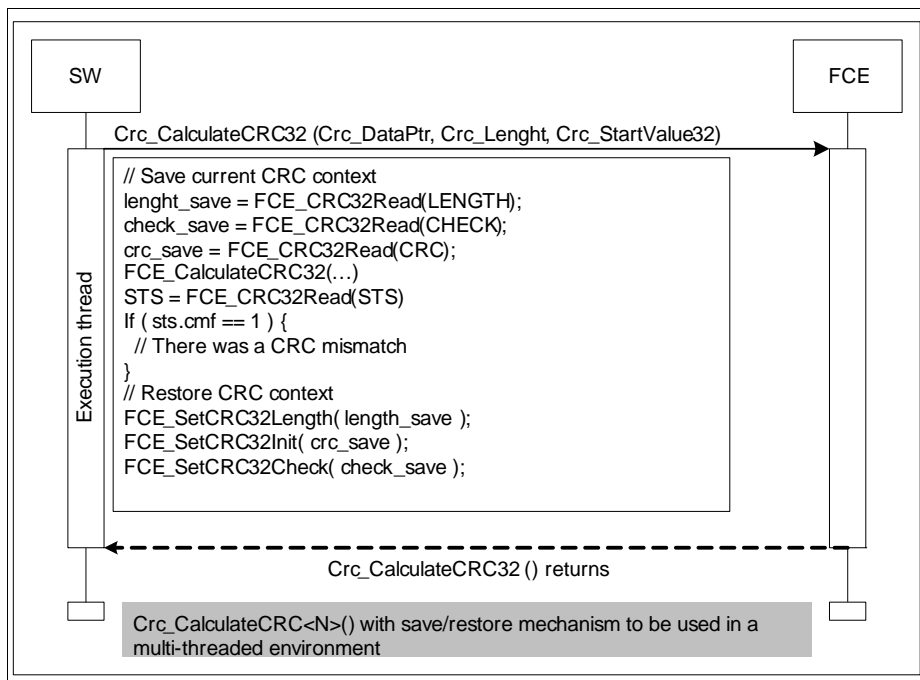 SW
FCE
Crc_CalculateCRC32 (Crc_DataPtr, Crc_Lenght, Crc_StartValue32)
Execution thread
// Save current CRC context
lenght_save = FCE_CRC32Read(LENGTH);
check_save = FCE_CRC32Read(CHECK);
crc_save = FCE_CRC32Read(CRC);
FCE_CalculateCRC32(…)
STS = FCE_CRC32Read(STS)
If ( sts.cmf == 1 ) {
// There was a CRC mismatch
}
// Restore CRC context
FCE_SetCRC32Length( length_save );
FCE_SetCRC32Init( crc_save );
FCE_SetCRC32Check( check_save );
Crc_CalculateCRC32 () returns
Crc_CalculateCRC<N>() with save/restore mechanism to be used in a
multi-threaded environment